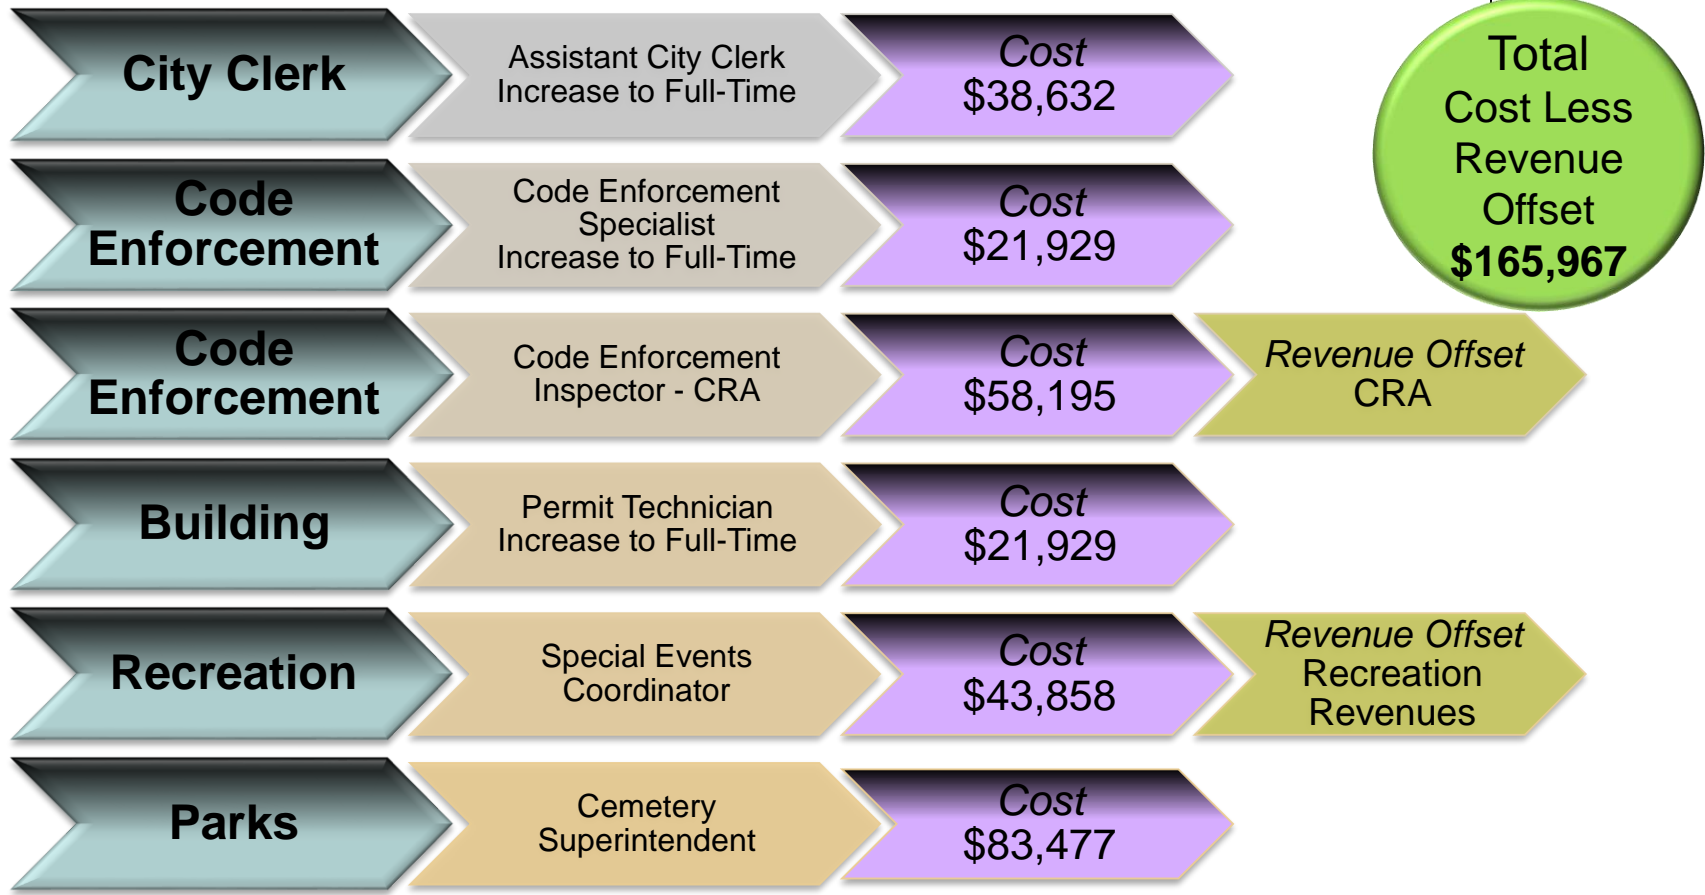 City Clerk
Assistant City Clerk
Increase to Full-Time
Cost
$38,632
Total
Cost Less
Revenue
Offset
$165,967
Code
Enforcement
Code Enforcement
Specialist
Increase to Full-Time
Cost
$21,929
Code
Enforcement
Code Enforcement
Inspector - CRA
Cost
$58,195
Revenue Offset
CRA
Building
Permit Technician
Increase to Full-Time
Cost
$21,929
Recreation
Special Events
Coordinator
Cost
$43,858
Revenue Offset
Recreation
Revenues
Parks
Cemetery
Superintendent
Cost
$83,477